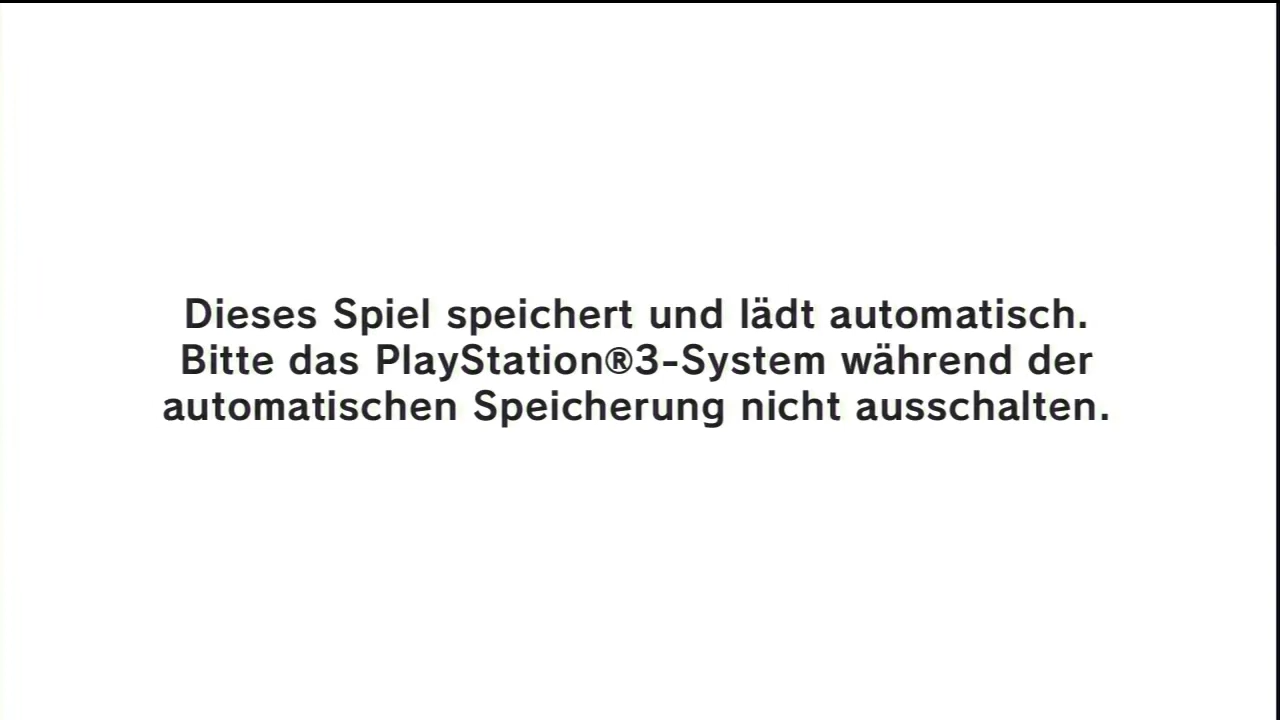 Dieses Spiel speichert und lädt automatisch.
Bitte das PlayStation®3-System während der
automatischen Speicherung nicht ausschalten.